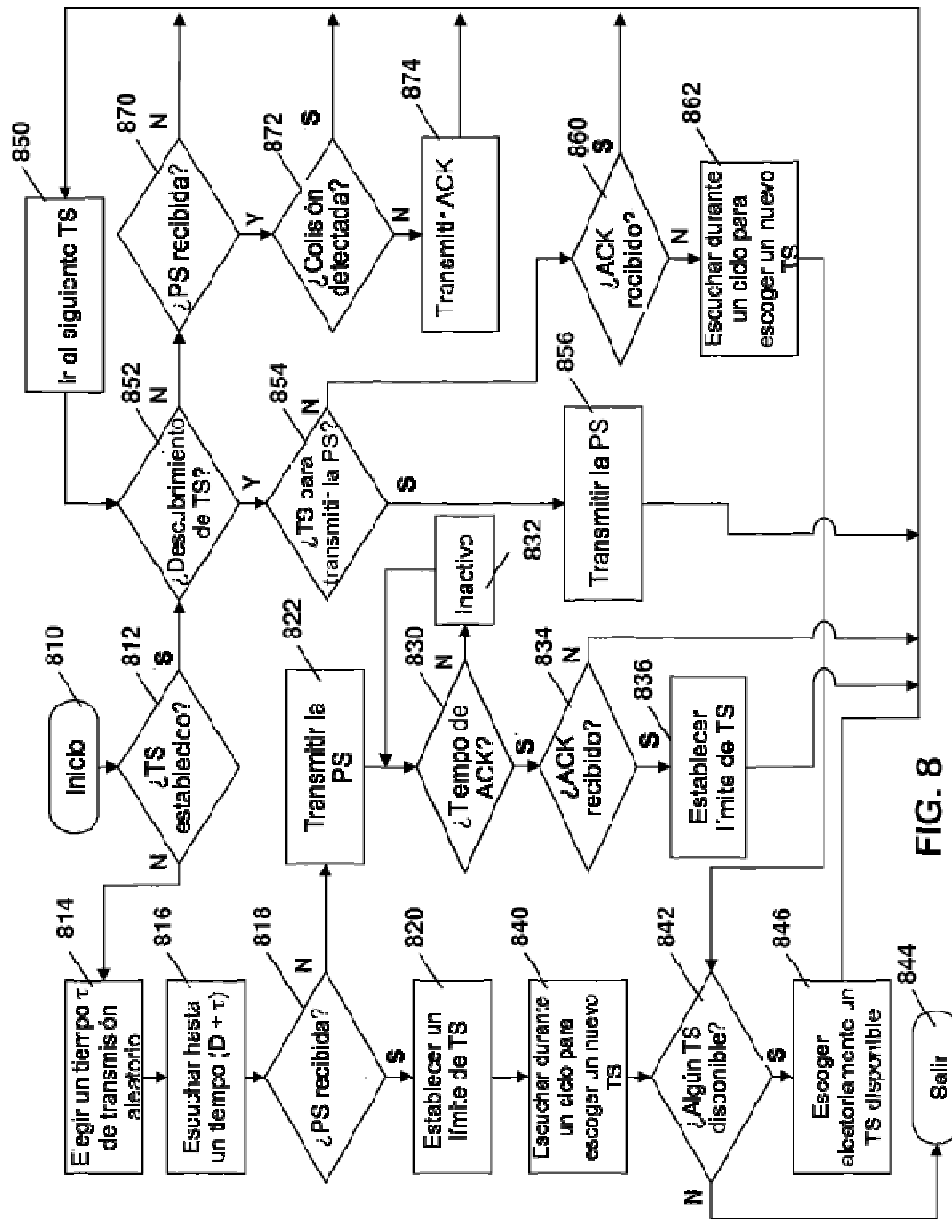 810
Inicio
812
¿TS
establecido?
N
S
814
Elegir un tiempo τ
de transmisión
aleatorio
816
Escuchar hasta
un tiempo (D + τ)
818
¿PS recibida?
N
S
820
Establecer un
límite de TS
840
Escuchar durante
un ciclo para
escoger un nuevo
TS
842
¿Algún TS
disponible?
N
S
846
Escoger
aleatoriamente un
TS disponible
844
Salir
822
Transmitir la
PS
830
¿Tiempo de
ACK?
N
S
832
Inactivo
834
¿ACK
recibido?
N
S
836
Establecer
límite de TS
850
Ir al siguiente TS
852
¿Descubrimiento
de TS?
N
Y
854
¿TS para
transmitir la PS?
N
S
856
Transmitir la PS
870
¿PS recibida?
N
Y
872
¿Colisión
detectada?
S
N
874
Transmitir ACK
860
¿ACK
recibido?
S
N
862
Escuchar durante
un ciclo para
escoger un nuevo
TS
FIG. 8